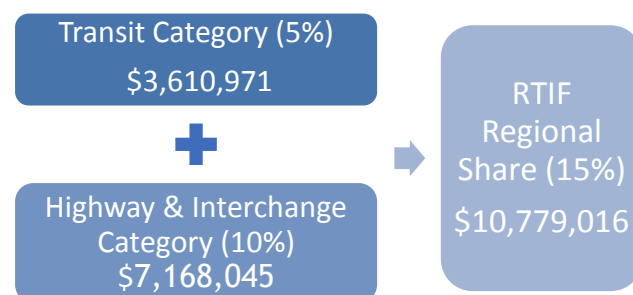 Transit Category (5%)
$3,610,971
Highway & Interchange
Category (10%)
$7,168,045
RTIF
Regional
Share (15%)
$10,779,016